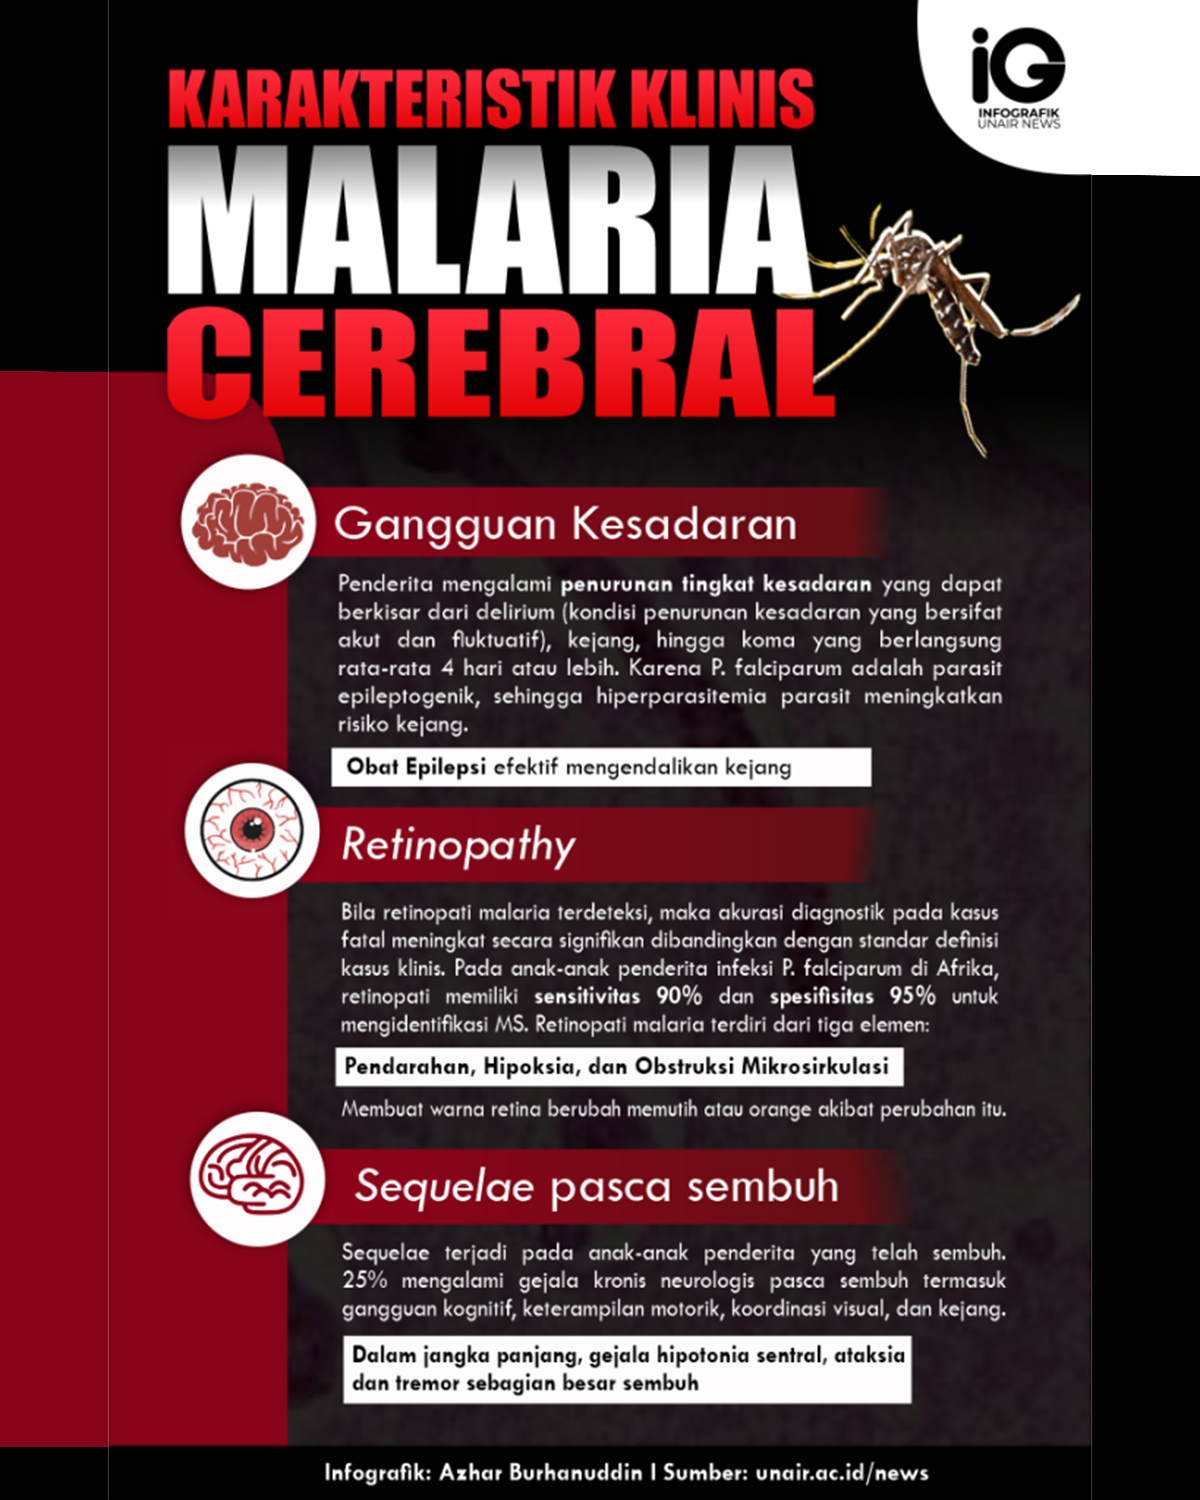 iG
INFOGRAFIK
UNAIR NEWS
KARAKTERISTIK KLINIS
MALARIA
CEREBRAL
Gangguan Kesadaran
Penderita mengalami penurunan tingkat kesadaran yang dapat
berkisar dari delirium (kondisi penurunan kesadaran yang bersifat
akut dan fluktuatif), kejang, hingga koma yang berlangsung
rata-rata 4 hari atau lebih. Karena P. falciparum adalah parasit
epileptogenik, sehingga hiperparasitemia parasit meningkatkan
risiko kejang.
Obat Epilepsi efektif mengendalikan kejang
Retinopathy
Bila retinopati malaria terdeteksi, maka akurasi diagnostik pada kasus
fatal meningkat secara signifikan dibandingkan dengan standar definisi
kasus klinis. Pada anak-anak penderita infeksi P. falciparum di Afrika,
retinopati memiliki sensitivitas 90% dan spesifisitas 95% untuk
mengidentifikasi MS. Retinopati malaria terdiri dari tiga elemen:
Pendarahan, Hipoksia, dan Obstruksi Mikrosirkulasi
Membuat warna retina berubah memutih atau orange akibat perubahan itu.
Sequelae pasca sembuh
Sequelae terjadi pada anak-anak penderita yang telah sembuh.
25% mengalami gejala kronis neurologis pasca sembuh termasuk
gangguan kognitif, keterampilan motorik, koordinasi visual, dan kejang.
Dalam jangka panjang, gejala hipotonia sentral, ataksia
dan tremor sebagian besar sembuh
Infografik: Azhar Burhanuddin I Sumber: unair.ac.id/news